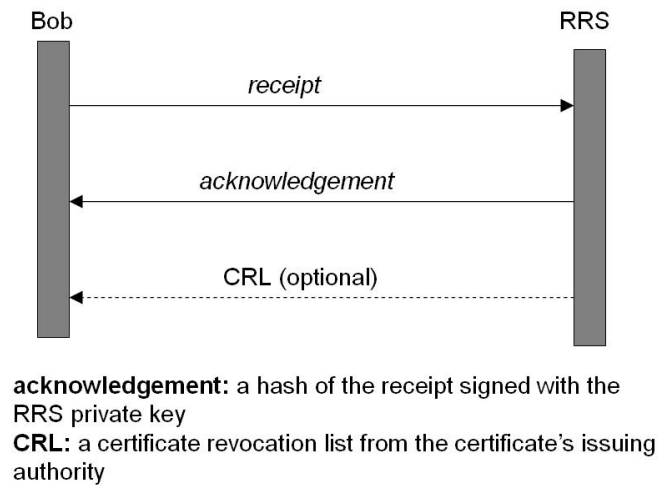 Bob RRS
receipt
acknowledgement
CRL (optional)
acknowledgement: a hash of the receipt signed with the
RRS private key
CRL: a certificate revocation list from the certificate's issuing
authority